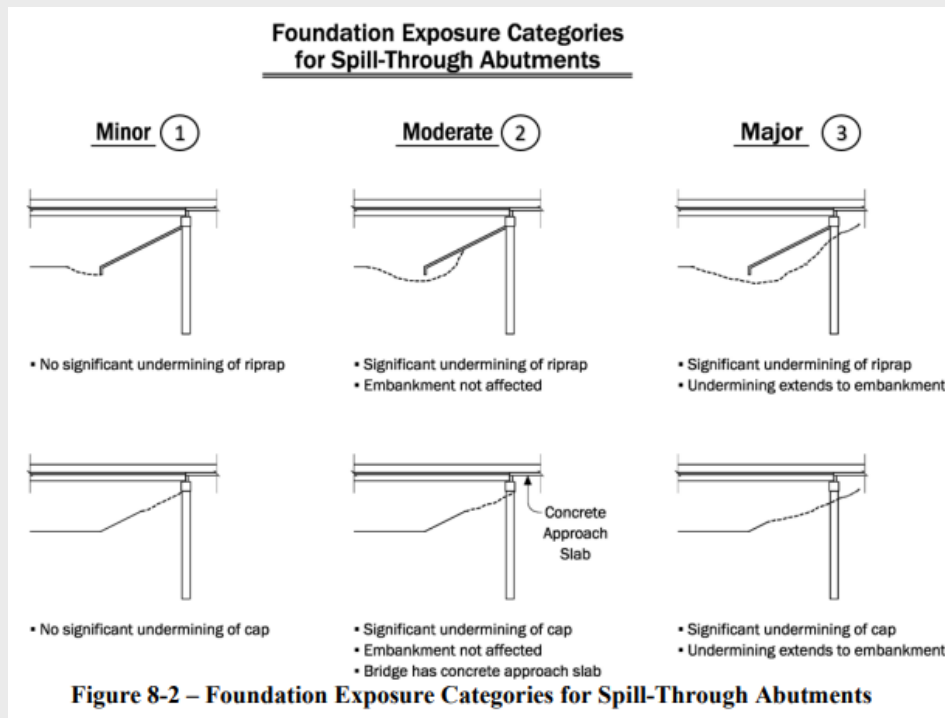 Foundation Exposure Categories
for Spill-Through Abutments
Minor 1
Moderate 2
Major 3
▪ No significant undermining of riprap
▪ Significant undermining of riprap
▪ Embankment not affected
▪ Significant undermining of riprap
▪ Undermining extends to embankment
Concrete
Approach
Slab
▪ No significant undermining of cap
▪ Significant undermining of cap
▪ Embankment not affected
▪ Bridge has concrete approach slab
▪ Significant undermining of cap
▪ Undermining extends to embankment
Figure 8-2 – Foundation Exposure Categories for Spill-Through Abutments